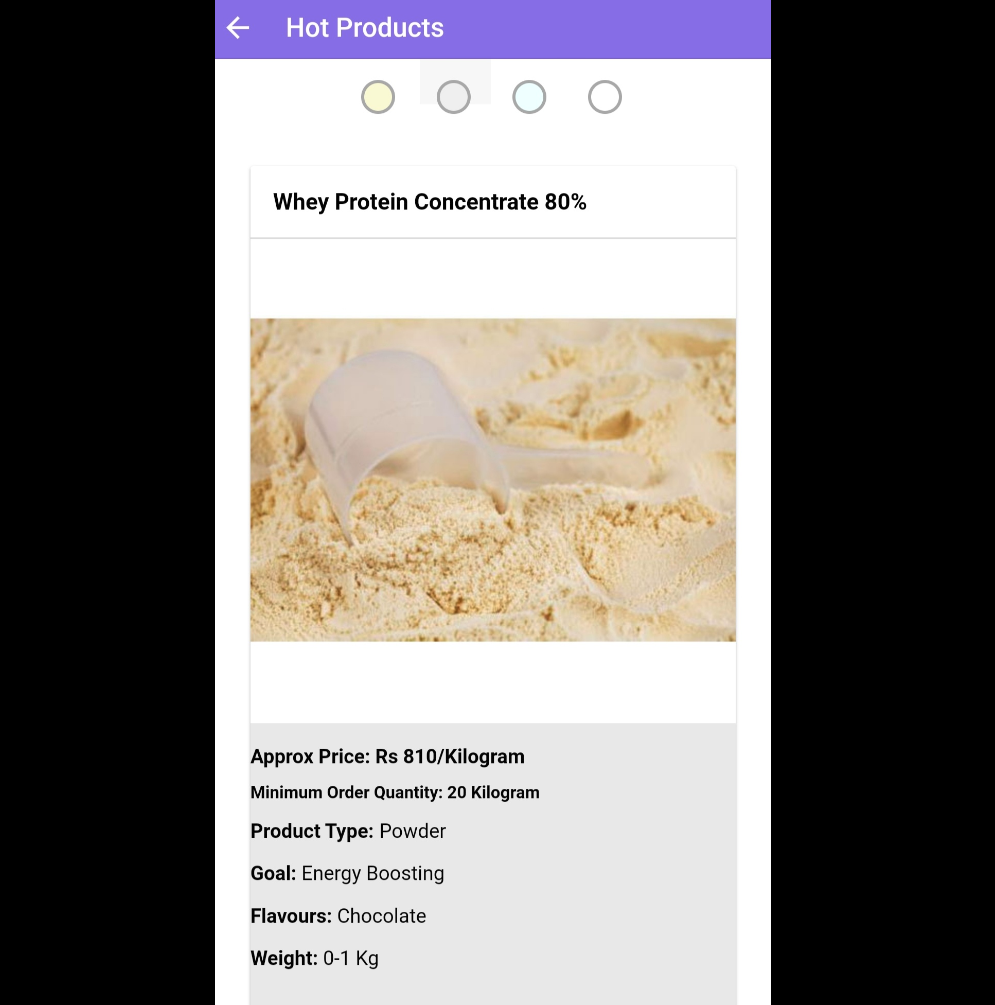 Hot Products
Whey Protein Concentrate 80%
Approx Price: Rs 810/Kilogram
Minimum Order Quantity: 20 Kilogram
Product Type: Powder
Goal: Energy Boosting
Flavours: Chocolate
Weight: 0-1 Kg